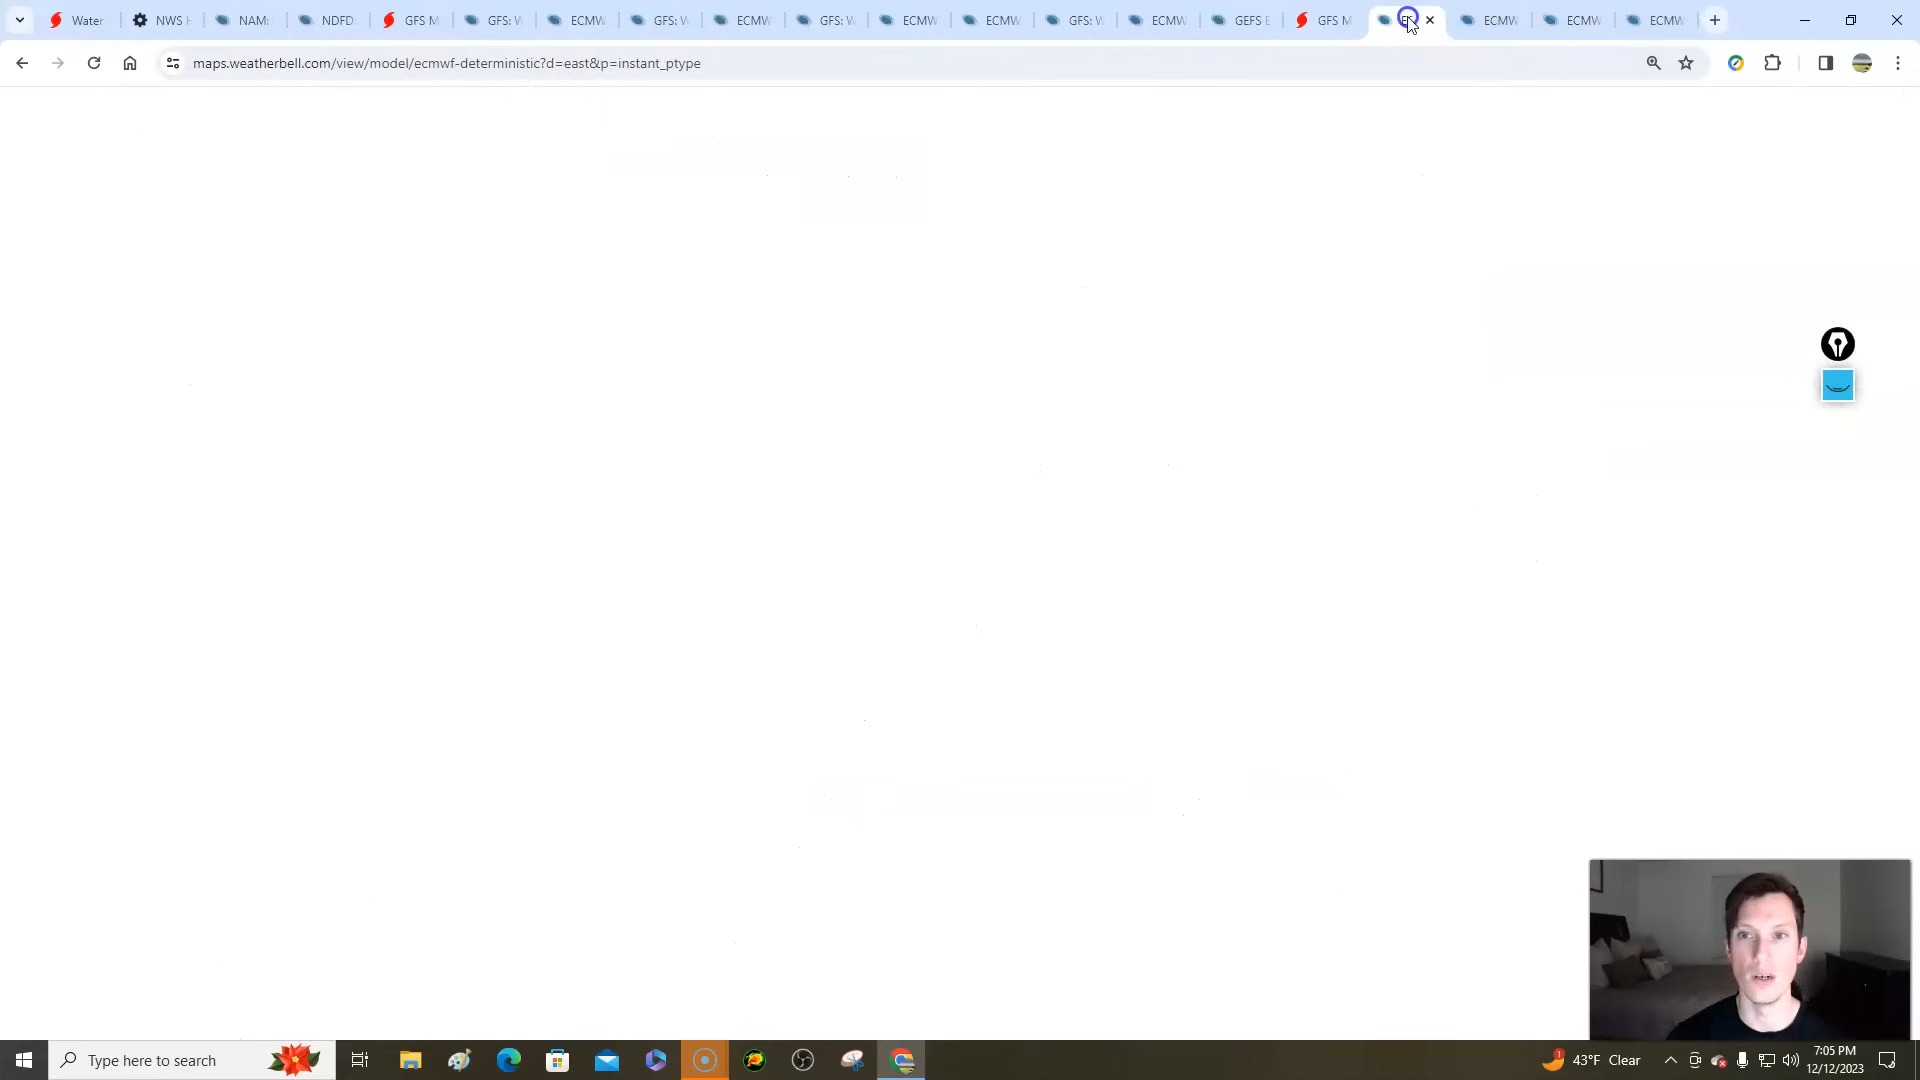 Water
NWS H
NAM:
NDFD:
GFS M
GFS: W
ECMW
GFS: W
ECMW
GFS: W
ECMW
ECMW
GFS: W
ECMW
GEFS E
GFS M
ECMW
ECMW
ECMW
maps.weatherbell.com/view/model/ecmwf-deterministic?d=east&p=instant_ptype
Type here to search
1
43°F Clear
7:05 PM
12/12/2023